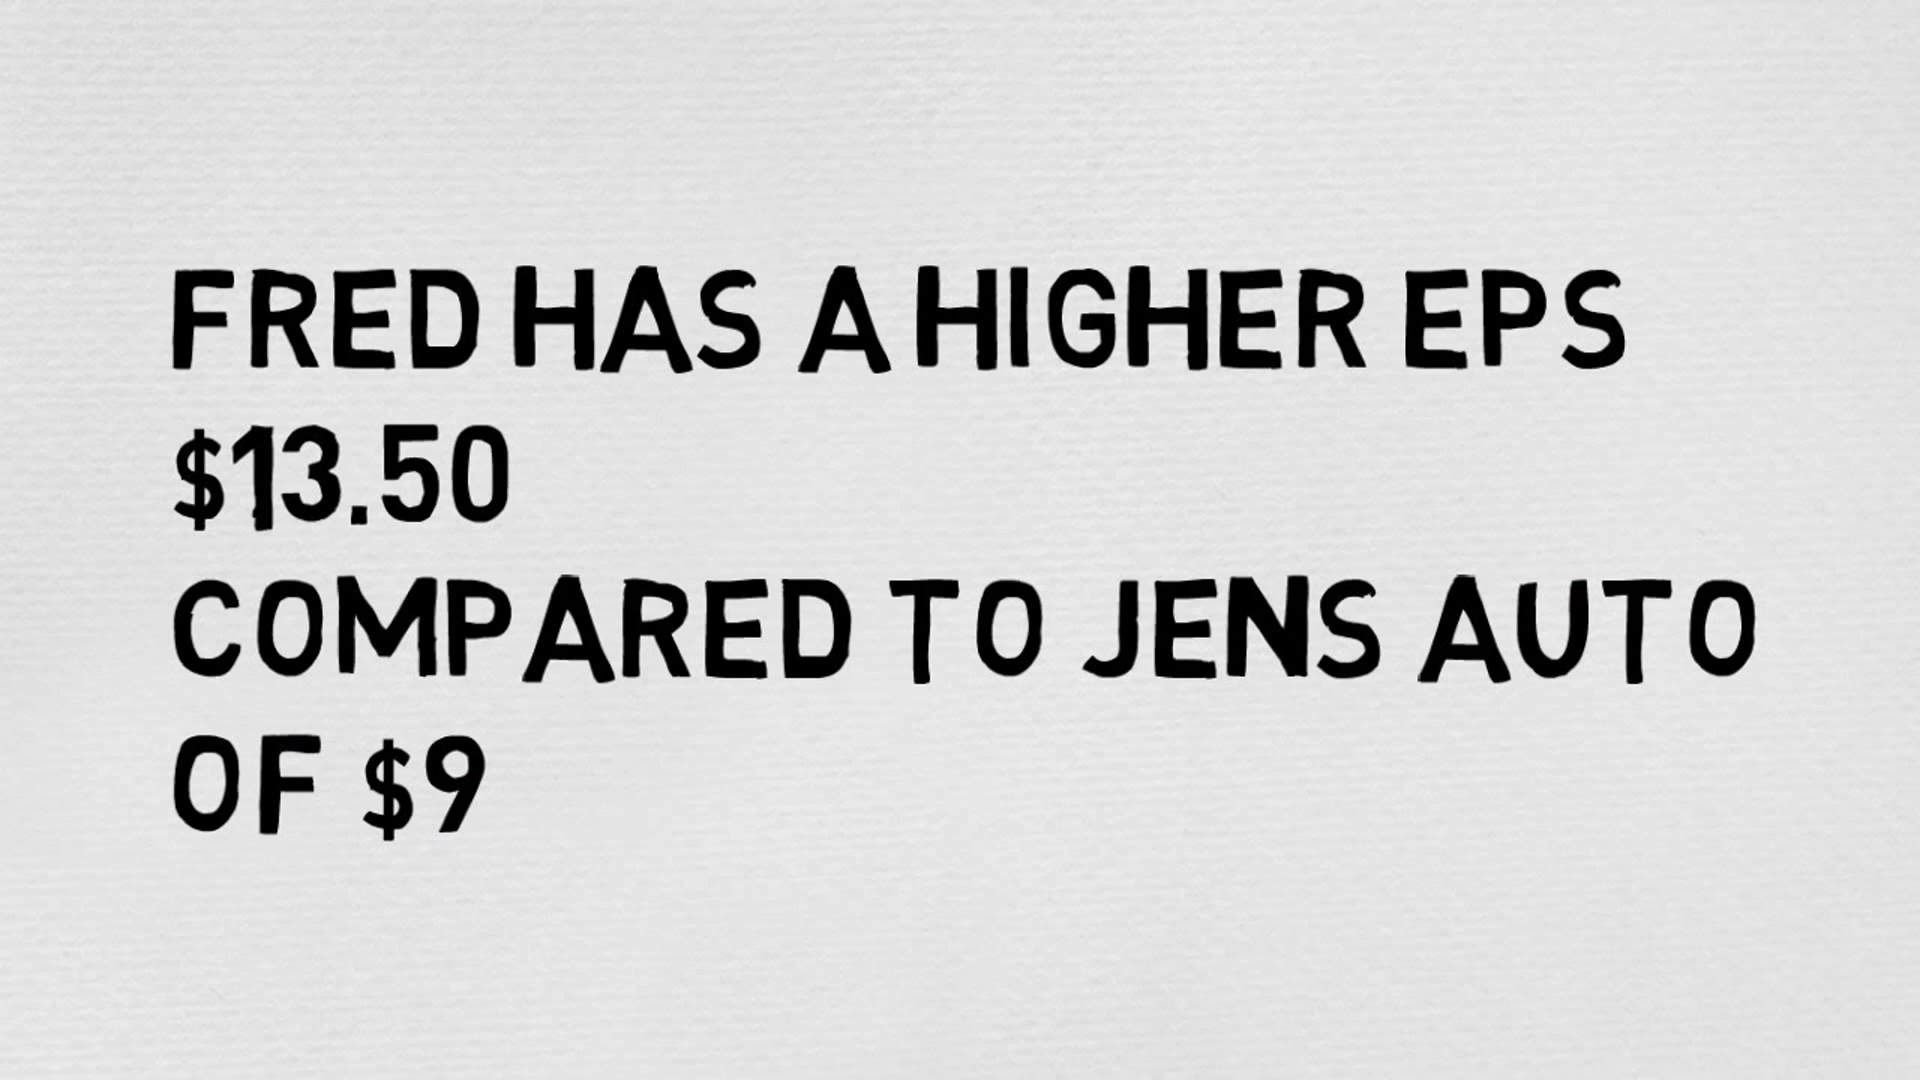 FRED HAS A HIGHER EPS
$13.50
COMPARED TO JENS AUTO
OF $9